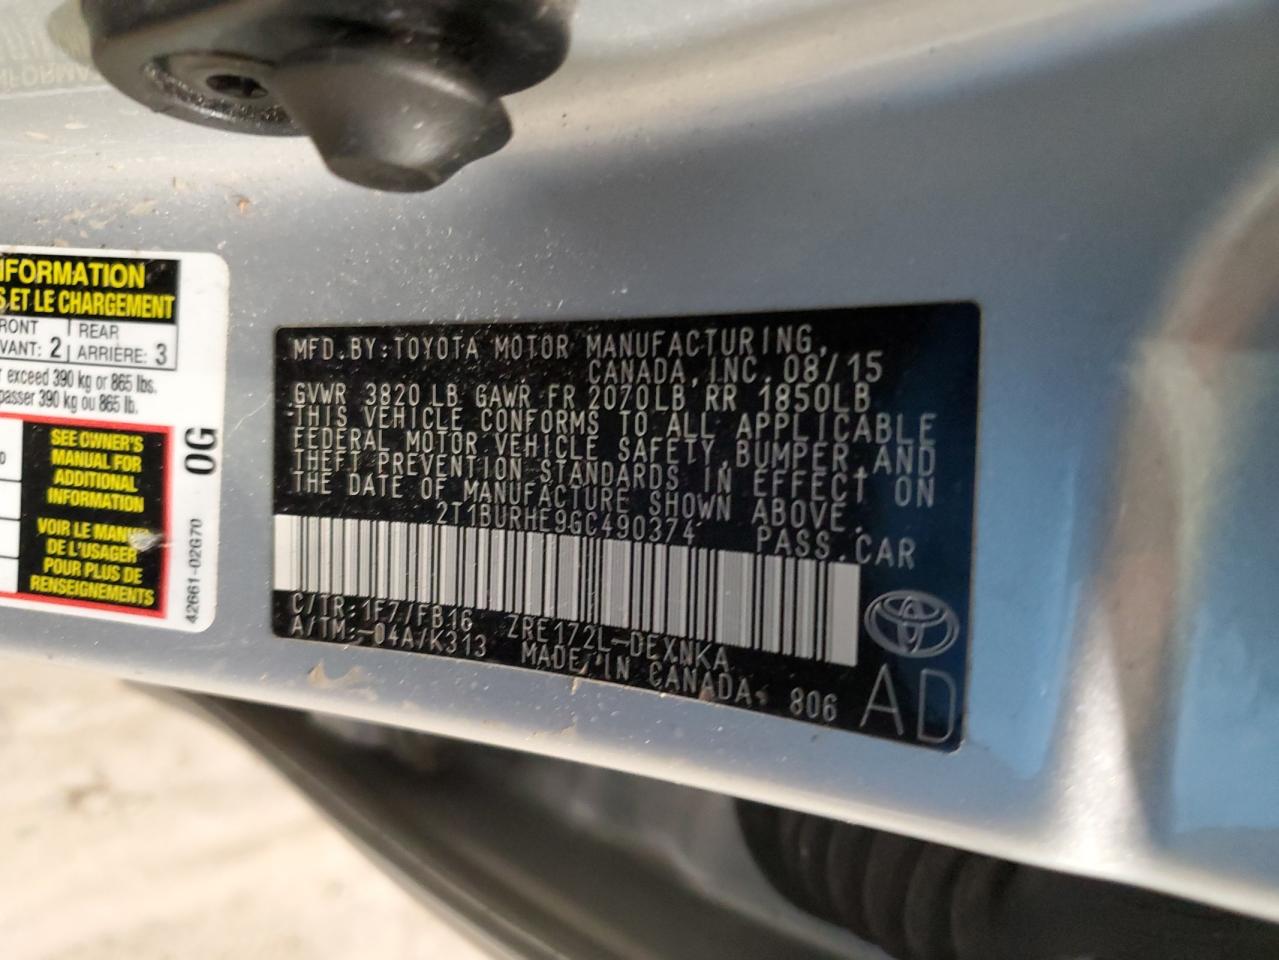 NFORMATION
S ET LE CHARGEMENT
RONT 2 REAR
VANT: ARRIÈRE: 3
exceed 390 kg or 865 lbs.
passer 390 kg ou 865 lb.
SEE OWNER'S
MANUAL FOR
ADDITIONAL
INFORMATION
VOIR LE MANUEL
DE L'USAGER
POUR PLUS DE
RENSEIGNEMENTS
0G
42661-02G70
MFD.BY:TOYOTA MOTOR MANUFACTURING,
CANADA,INC.08/15
GVWR 3820 LB GAWR FR 2070LB RR 1850LB
THIS VEHICLE CONFORMS TO ALL APPLICABLE
FEDERAL MOTOR VEHICLE SAFETY,BUMPER,AND
THEFT PREVENTION STANDARDS IN EFFECT ON
THE DATE OF MANUFACTURE SHOWN ABOVE.
2T1BURHE9GC490374 PASS.CAR
C/TR:1F7/FB16 ZRE172L-DEXNKA
A/TM:-04A/K313 MADE IN CANADA 806
AD